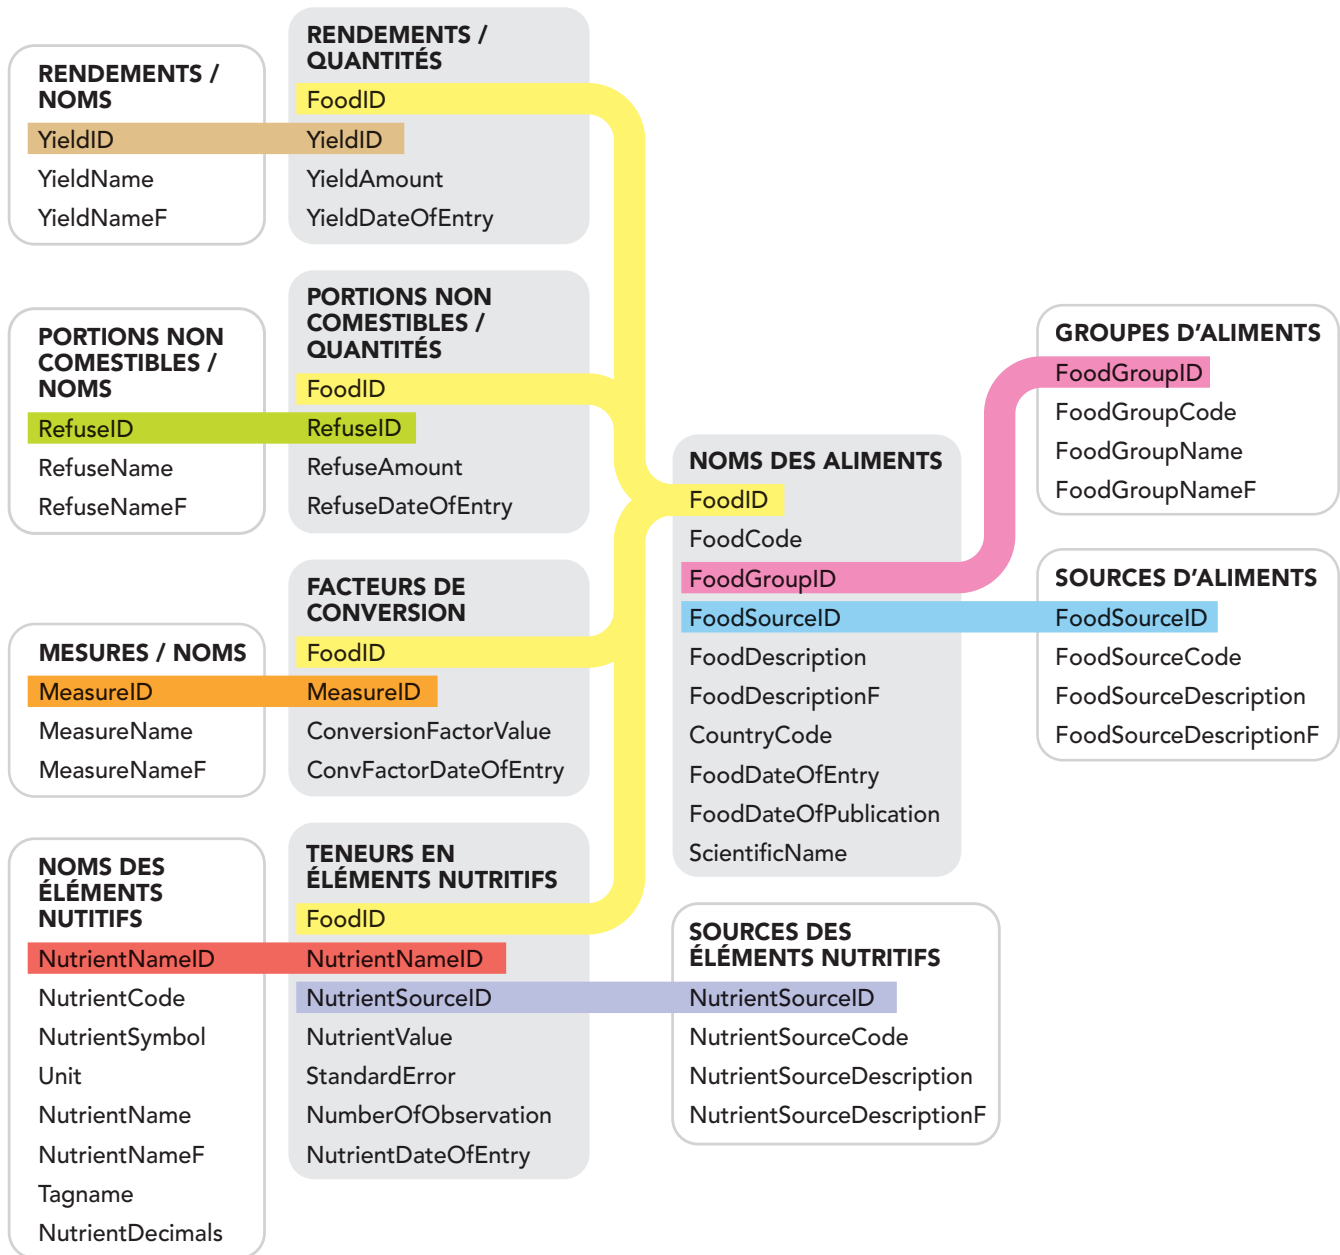 RENDEMENTS /
NOMS
YieldID
YieldName
YieldNameF
RENDEMENTS /
QUANTITÉS
FoodID
YieldID
YieldAmount
YieldDateOfEntry
PORTIONS NON
COMESTIBLES /
NOMS
RefuseID
RefuseName
RefuseNameF
PORTIONS NON
COMESTIBLES /
QUANTITÉS
FoodID
RefuseID
RefuseAmount
RefuseDateOfEntry
MESURES / NOMS
MeasureID
MeasureName
MeasureNameF
FACTEURS DE
CONVERSION
FoodID
MeasureID
ConversionFactorValue
ConvFactorDateOfEntry
NOMS DES
ÉLÉMENTS
NUTITIFS
NutrientNameID
NutrientCode
NutrientSymbol
Unit
NutrientName
NutrientNameF
Tagname
NutrientDecimals
TENEURS EN
ÉLÉMENTS NUTRITIFS
FoodID
NutrientNameID
NutrientSourceID
NutrientValue
StandardError
NumberOfObservation
NutrientDateOfEntry
NOMS DES ALIMENTS
FoodID
FoodCode
FoodGroupID
FoodSourceID
FoodDescription
FoodDescriptionF
CountryCode
FoodDateOfEntry
FoodDateOfPublication
ScientificName
SOURCES DES
ÉLÉMENTS NUTRITIFS
NutrientSourceID
NutrientSourceCode
NutrientSourceDescription
NutrientSourceDescriptionF
GROUPES D’ALIMENTS
FoodGroupID
FoodGroupCode
FoodGroupName
FoodGroupNameF
SOURCES D’ALIMENTS
FoodSourceID
FoodSourceCode
FoodSourceDescription
FoodSourceDescriptionF